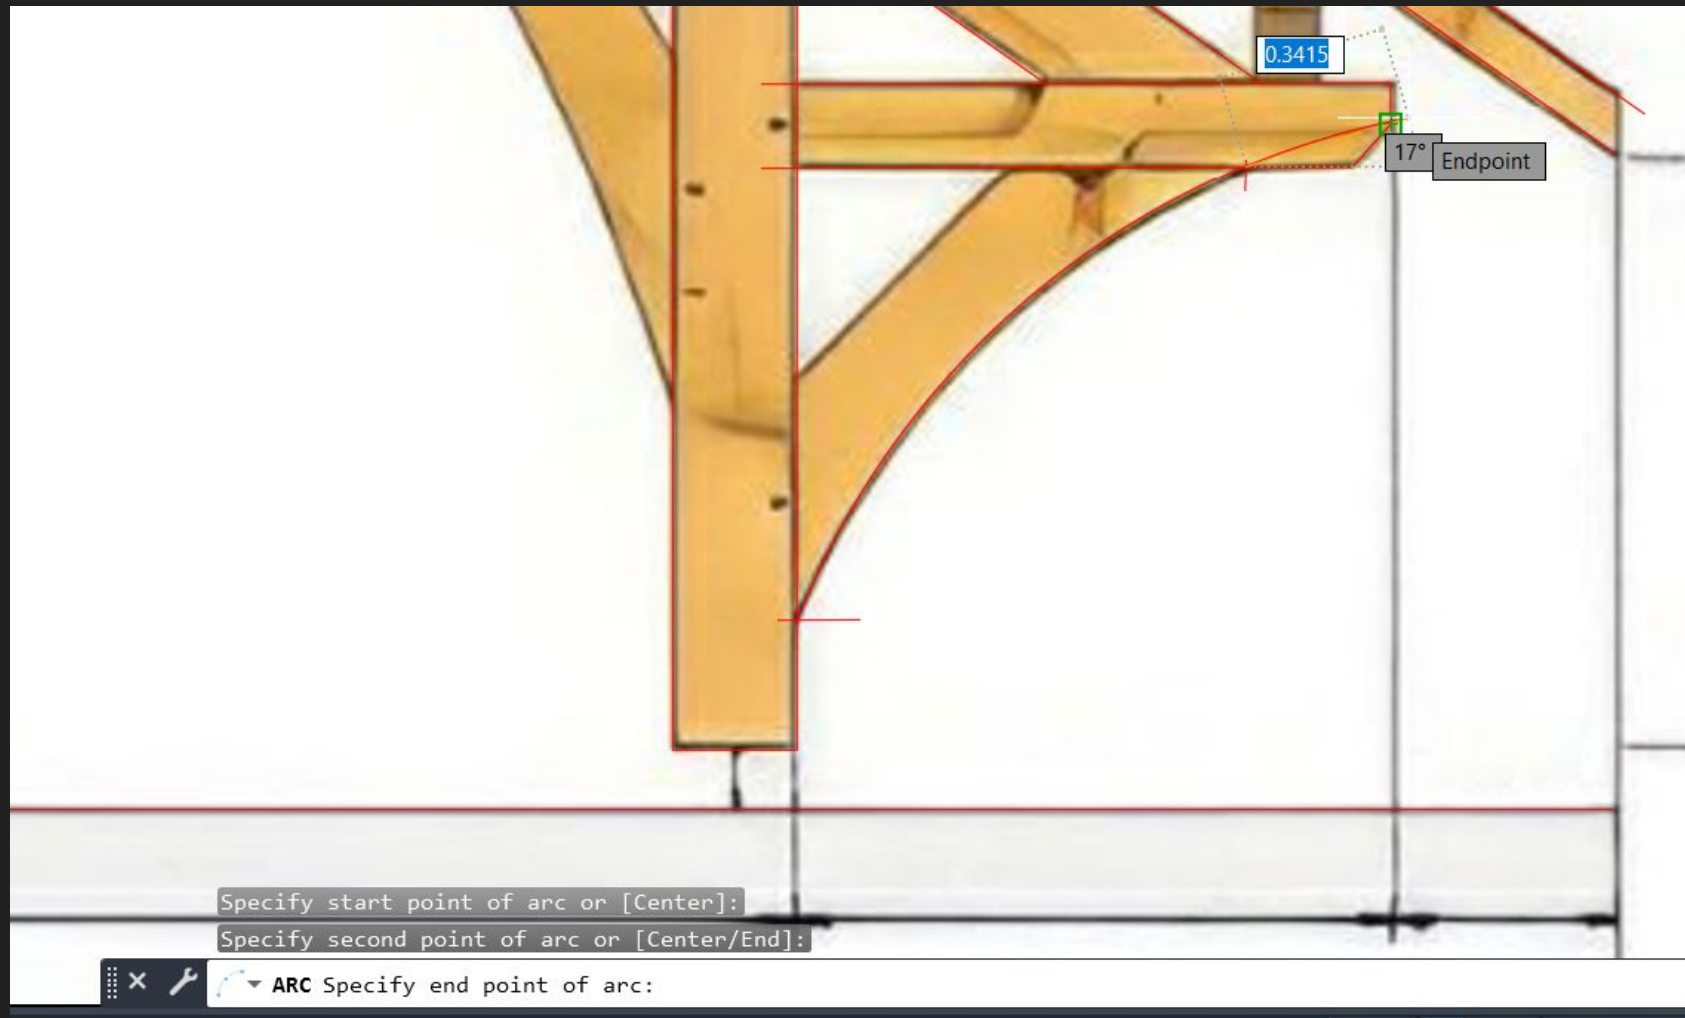 0.3415
17°
Endpoint
Specify start point of arc or [Center]:
Specify second point of arc or [Center/End]:
ARC Specify end point of arc: